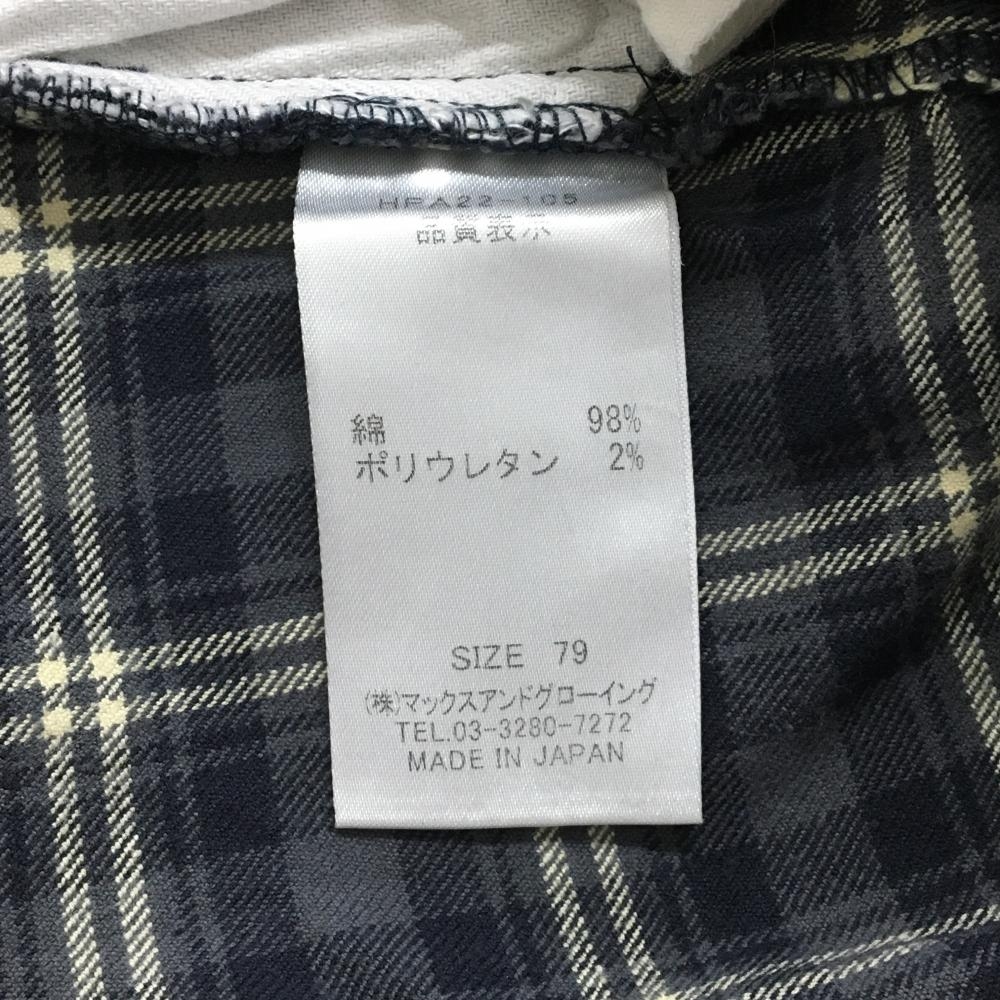 HPA22-105
品質表示
綿 98%
ポリウレタン 2%
SIZE 79
(株)マックスアンドグローイング
TEL.03-3280-7272
MADE IN JAPAN